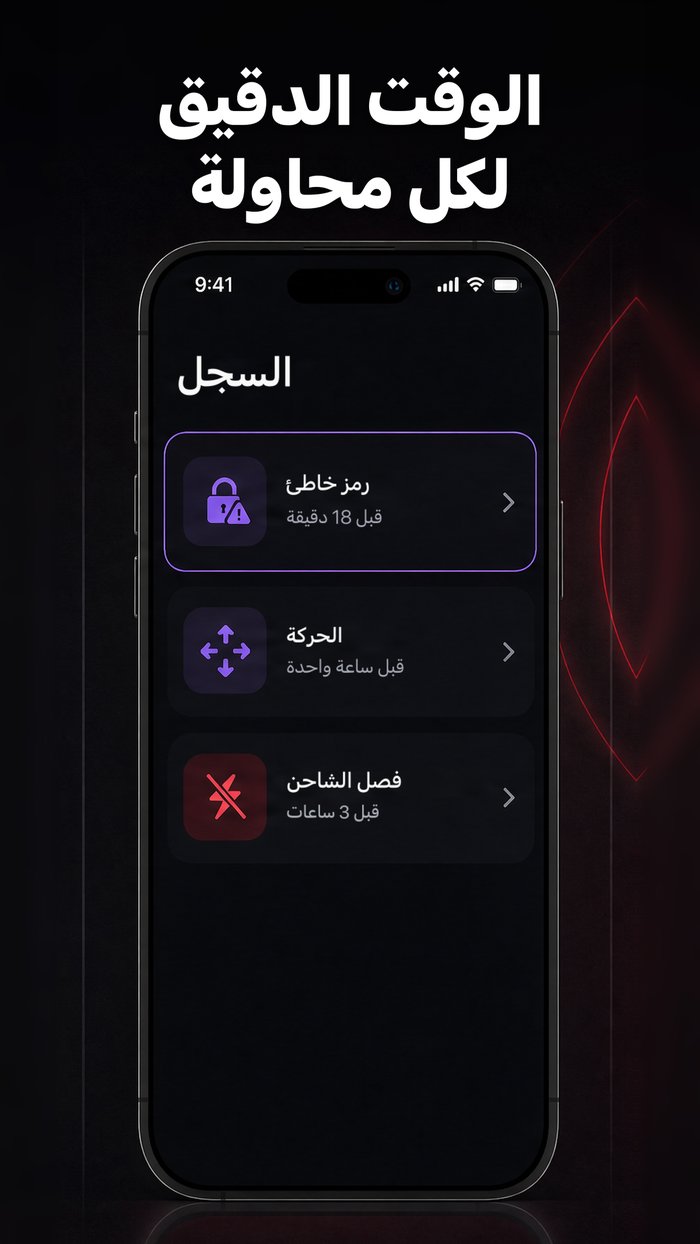 الوقت الدقيق
لكل محاولة
9:41
السجل
رمز خاطئ
قبل 18 دقيقة
الحركة
قبل ساعة واحدة
فصل الشاحن
قبل 3 ساعات